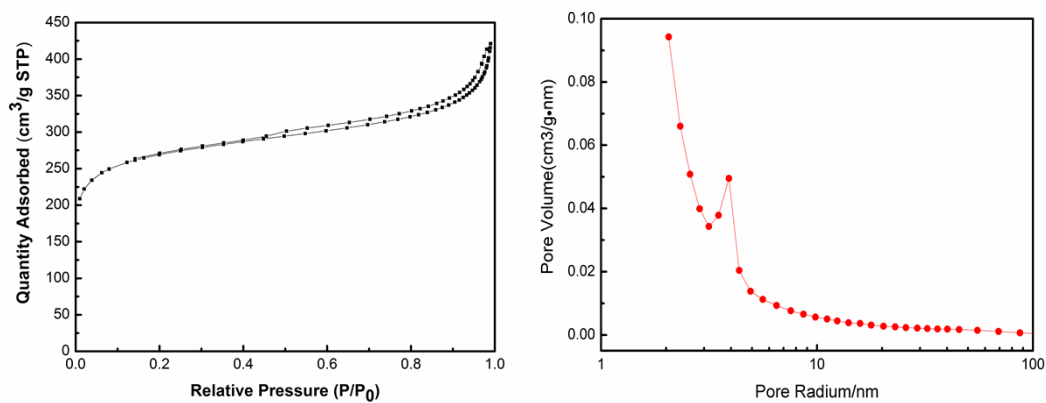 450
400
350
300
250
200
150
100
50
0
Quantity Adsorbed (cm³/g STP)
0.0 0.2 0.4 0.6 0.8 1.0
Relative Pressure (P/P₀)
0.10
0.08
0.06
0.04
0.02
0.00
Pore Volume(cm3/g•nm)
1 10 100
Pore Radium/nm